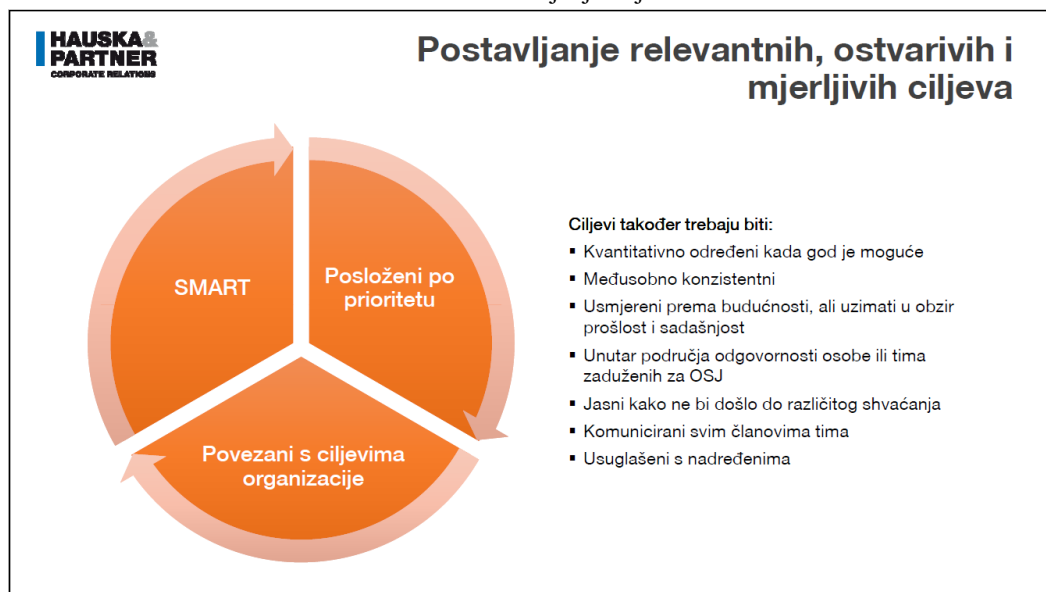 HAUSKA&
PARTNER
CORPORATE RELATIONS
Postavljanje relevantnih, ostvarivih i
mjerljivih ciljeva
SMART
Posloženi po
prioritetu
Povezani s ciljevima
organizacije
Ciljevi također trebaju biti:
▪ Kvantitativno određeni kada god je moguće
▪ Međusobno konzistentni
▪ Usmjereni prema budućnosti, ali uzimati u obzir
prošlost i sadašnjost
▪ Unutar područja odgovornosti osobe ili tima
zaduženih za OSJ
▪ Jasni kako ne bi došlo do različitog shvaćanja
▪ Komunicirani svim članovima tima
▪ Usuglašeni s nadređenima